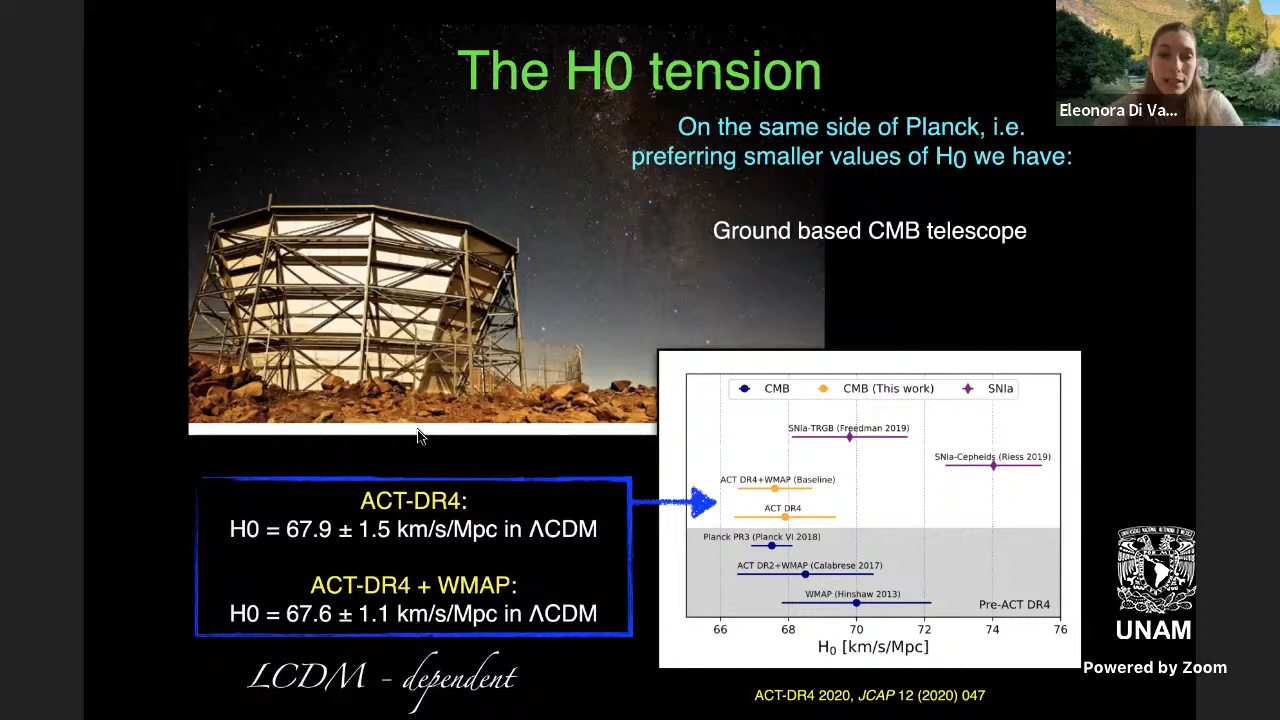 The H0 tension
Eleonora Di Va...
On the same side of Planck, i.e.
preferring smaller values of H0 we have:
Ground based CMB telescope
CMB
CMB (This work)
SNIa
SNIa-TRGB (Freedman 2019)
SNIa-Cepheids (Riess 2019)
ACT DR4+WMAP (Baseline)
ACT DR4
Planck PR3 (Planck VI 2018)
ACT DR2+WMAP (Calabrese 2017)
WMAP (Hinshaw 2013)
Pre-ACT DR4
66 68 70 72 74 76
H₀ [km/s/Mpc]
ACT-DR4:
H0 = 67.9 ± 1.5 km/s/Mpc in ΛCDM
ACT-DR4 + WMAP:
H0 = 67.6 ± 1.1 km/s/Mpc in ΛCDM
LCDM - dependent
ACT-DR4 2020, JCAP 12 (2020) 047
UNAM
Powered by Zoom